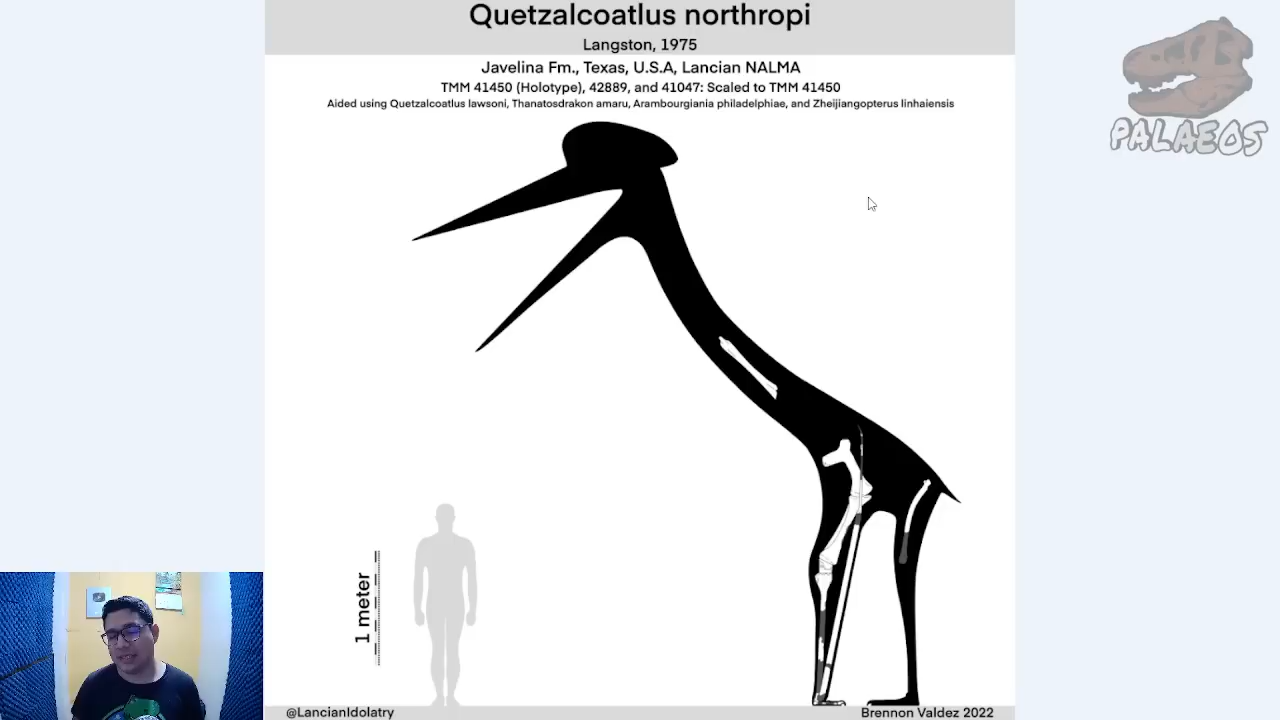 Quetzalcoatlus northropi
Langston, 1975
Javelina Fm., Texas, U.S.A, Lancian NALMA
TMM 41450 (Holotype), 42889, and 41047: Scaled to TMM 41450
Aided using Quetzalcoatlus lawsoni, Thanatosdrakon amaru, Arambourgiania philadelphiae, and Zheijiangopterus linhaiensis
PALAEOS
1 meter
@LancianIdolatry
Brennon Valdez 2022